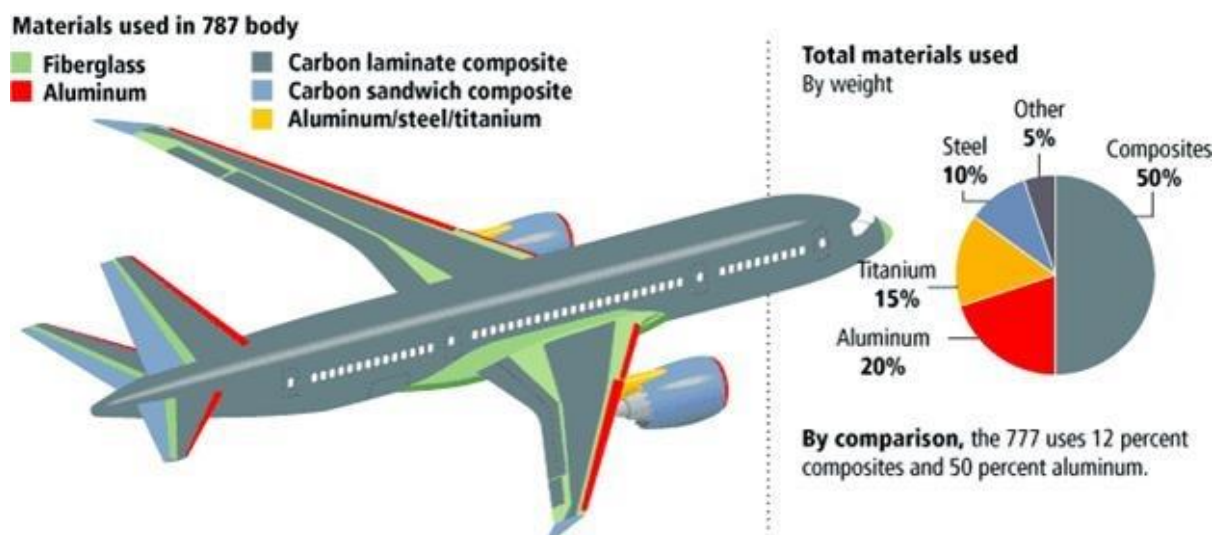 Materials used in 787 body
Fiberglass
Aluminum
Carbon laminate composite
Carbon sandwich composite
Aluminum/steel/titanium
Total materials used
By weight
Other
5%
Steel
10%
Composites
50%
Titanium
15%
Aluminum
20%
By comparison, the 777 uses 12 percent
composites and 50 percent aluminum.